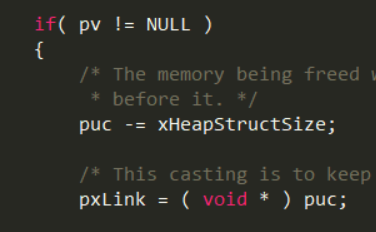 if( pv != NULL )
{
/* The memory being freed
* before it. */
puc -= xHeapStructSize;
/* This casting is to keep
pxLink = ( void * ) puc;